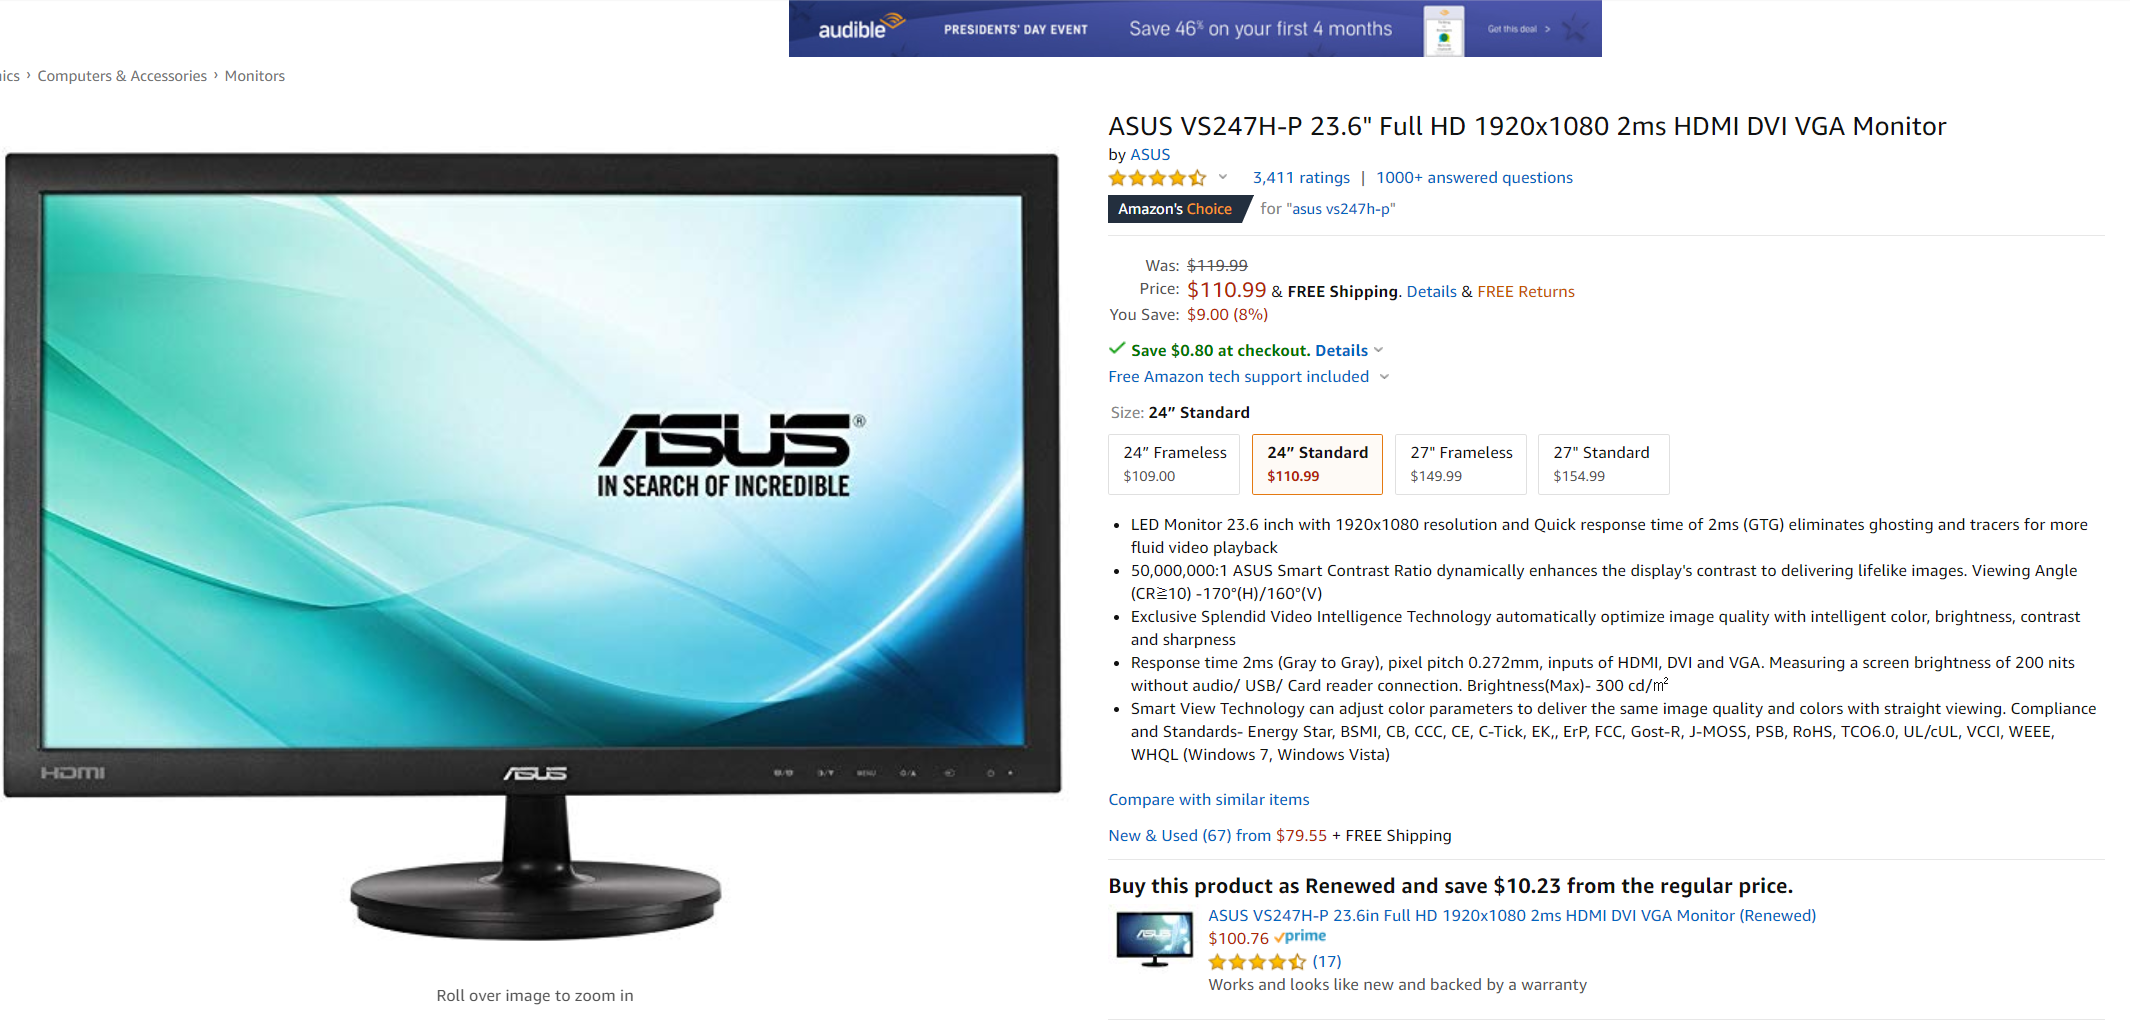 audible
PRESIDENTS' DAY EVENT
Save 46% on your first 4 months
Get this deal >
ics › Computers & Accessories › Monitors
ASUS VS247H-P 23.6" Full HD 1920x1080 2ms HDMI DVI VGA Monitor
by ASUS
3,411 ratings | 1000+ answered questions
Amazon's Choice for "asus vs247h-p"
Was: $119.99
Price: $110.99 & FREE Shipping. Details & FREE Returns
You Save: $9.00 (8%)
Save $0.80 at checkout. Details
Free Amazon tech support included
Size: 24” Standard
24” Frameless
$109.00
24” Standard
$110.99
27" Frameless
$149.99
27" Standard
$154.99
• LED Monitor 23.6 inch with 1920x1080 resolution and Quick response time of 2ms (GTG) eliminates ghosting and tracers for more
fluid video playback
• 50,000,000:1 ASUS Smart Contrast Ratio dynamically enhances the display's contrast to delivering lifelike images. Viewing Angle
(CR≧10) -170°(H)/160°(V)
• Exclusive Splendid Video Intelligence Technology automatically optimize image quality with intelligent color, brightness, contrast
and sharpness
• Response time 2ms (Gray to Gray), pixel pitch 0.272mm, inputs of HDMI, DVI and VGA. Measuring a screen brightness of 200 nits
without audio/ USB/ Card reader connection. Brightness(Max)- 300 cd/㎡
• Smart View Technology can adjust color parameters to deliver the same image quality and colors with straight viewing. Compliance
and Standards- Energy Star, BSMI, CB, CCC, CE, C-Tick, EK,, ErP, FCC, Gost-R, J-MOSS, PSB, RoHS, TCO6.0, UL/cUL, VCCI, WEEE,
WHQL (Windows 7, Windows Vista)
Compare with similar items
New & Used (67) from $79.55 + FREE Shipping
Buy this product as Renewed and save $10.23 from the regular price.
ASUS VS247H-P 23.6in Full HD 1920x1080 2ms HDMI DVI VGA Monitor (Renewed)
$100.76 prime
(17)
Works and looks like new and backed by a warranty
ASUS®
IN SEARCH OF INCREDIBLE
HDMI
ASUS
MENU
ASUS
Roll over image to zoom in